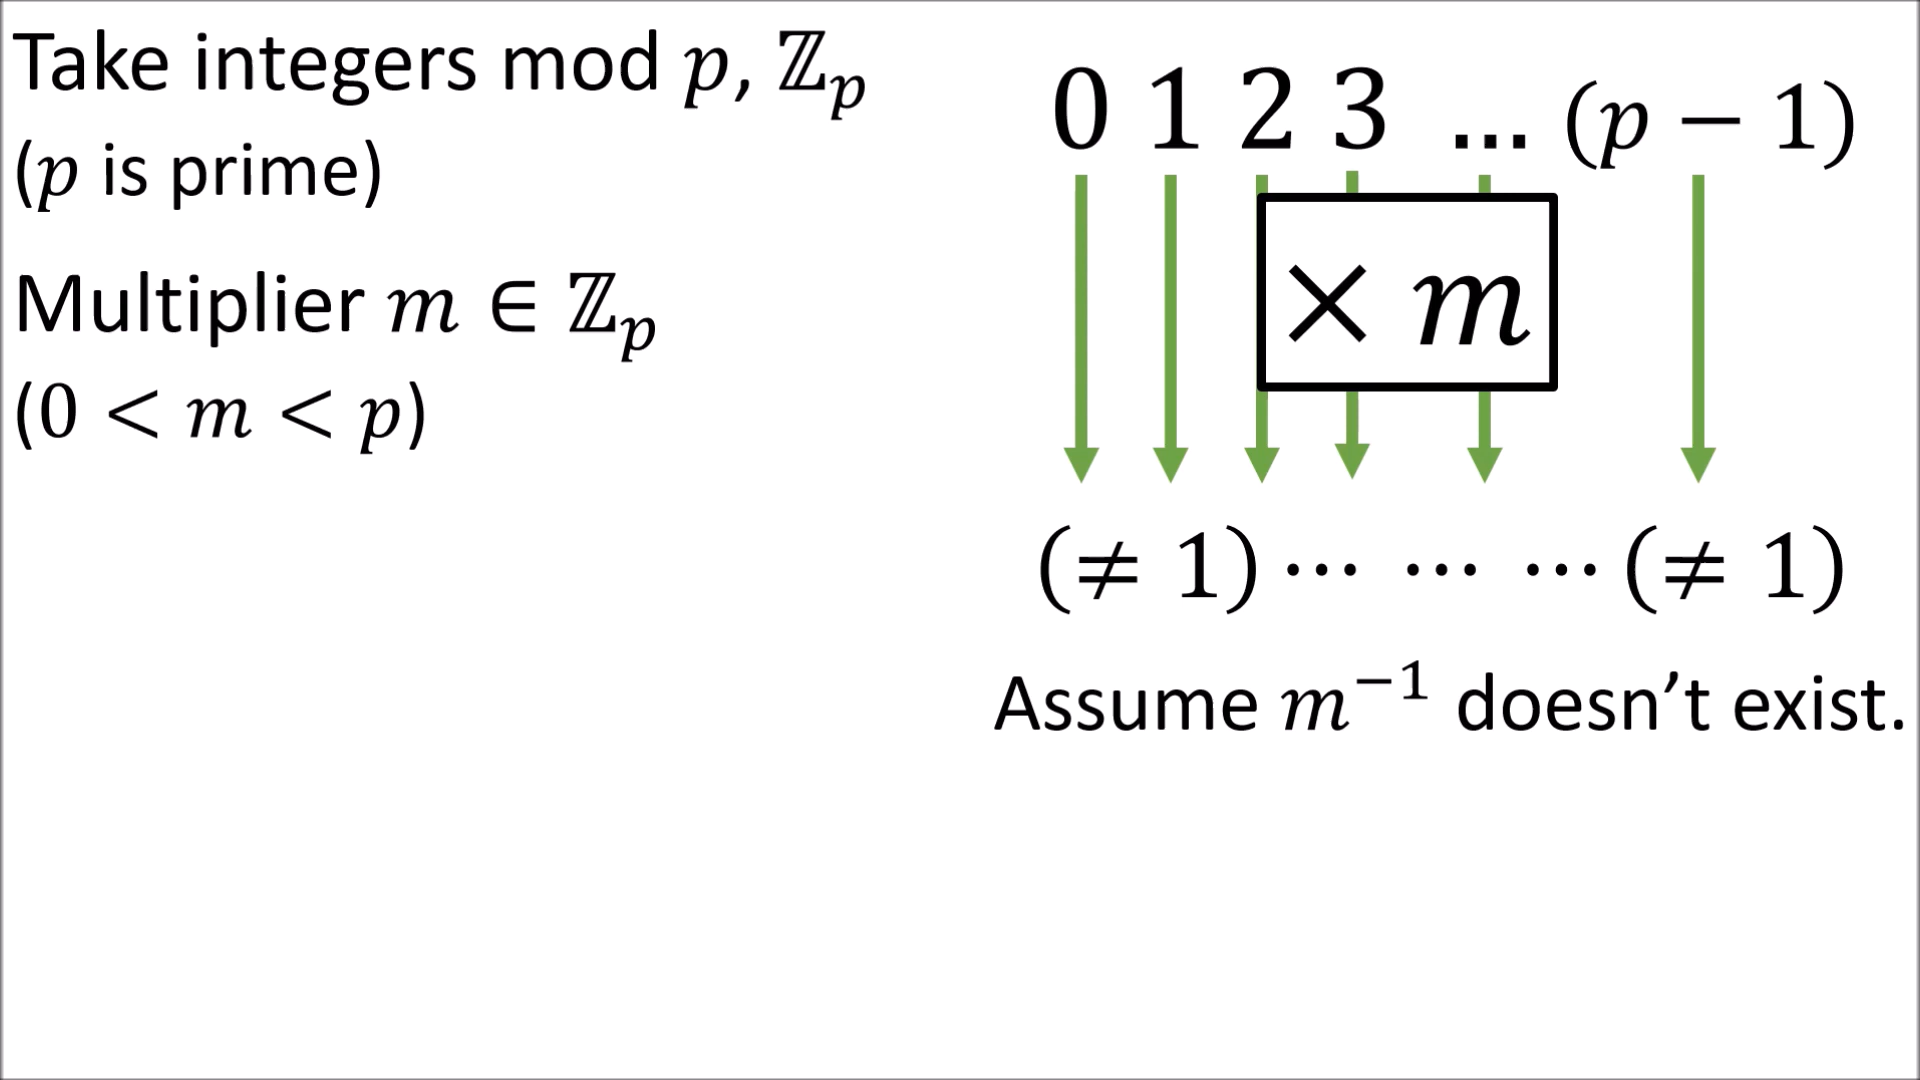 Take integers mod 𝑝, ℤ𝑝
(𝑝 is prime)
Multiplier 𝑚 ∈ ℤ𝑝
(0 < 𝑚 < 𝑝)
0 1 2 3 … (𝑝 − 1)
× 𝑚
(≠ 1) ⋯ ⋯ ⋯ (≠ 1)
Assume 𝑚⁻¹ doesn’t exist.